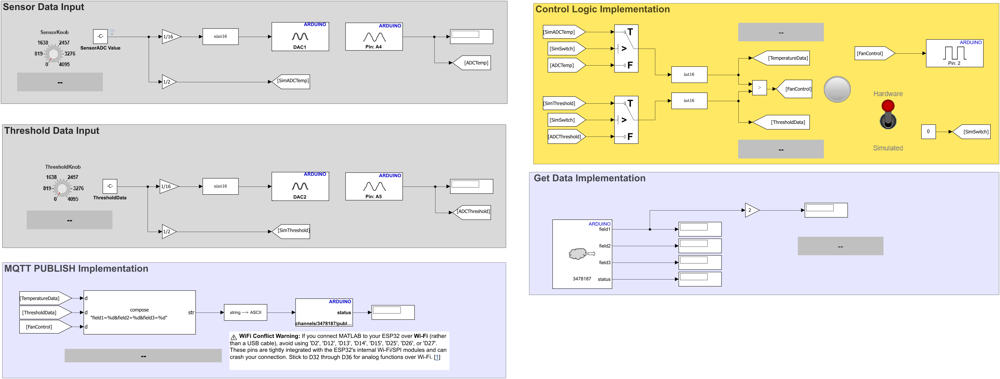 Sensor Data Input
SensorKnob
1638
2457
819
3276
0
4095
--
-C-
SensorADC Value
1/16
uint16
ARDUINO
DAC1
ARDUINO
Pin: A4
[ADCTemp]
1/2
[SimADCTemp]
Threshold Data Input
ThresholdKnob
1638
2457
819
3276
0
4095
--
-C-
ThresholdData
1/16
uint16
ARDUINO
DAC2
ARDUINO
Pin: A5
[ADCThreshold]
1/2
[SimThreshold]
MQTT PUBLISH Implementation
[TemperatureData]
[ThresholdData]
[FanControl]
d
d
d
compose
"field1=%d&field2=%d&field3=%d"
str
string → ASCII
ARDUINO
status
channels/3478187/publ...
--
⚠ WiFi Conflict Warning: If you connect MATLAB to your ESP32 over Wi-Fi (rather
than a USB cable), avoid using 'D2', 'D12', 'D13', 'D14', 'D15', 'D25', 'D26', or 'D27'.
These pins are tightly integrated with the ESP32's internal Wi-Fi/SPI modules and can
crash your connection. Stick to D32 through D36 for analog functions over Wi-Fi. [1]
Control Logic Implementation
[SimADCTemp]
[SimSwitch]
[ADCTemp]
T
>
F
[SimThreshold]
[SimSwitch]
[ADCThreshold]
T
>
F
int16
int16
--
[TemperatureData]
>
[FanControl]
[ThresholdData]
--
[FanControl]
ARDUINO
Pin: 2
Hardware
Simulated
0
[SimSwitch]
Get Data Implementation
ARDUINO
field1
field2
field3
3478187
status
2
--